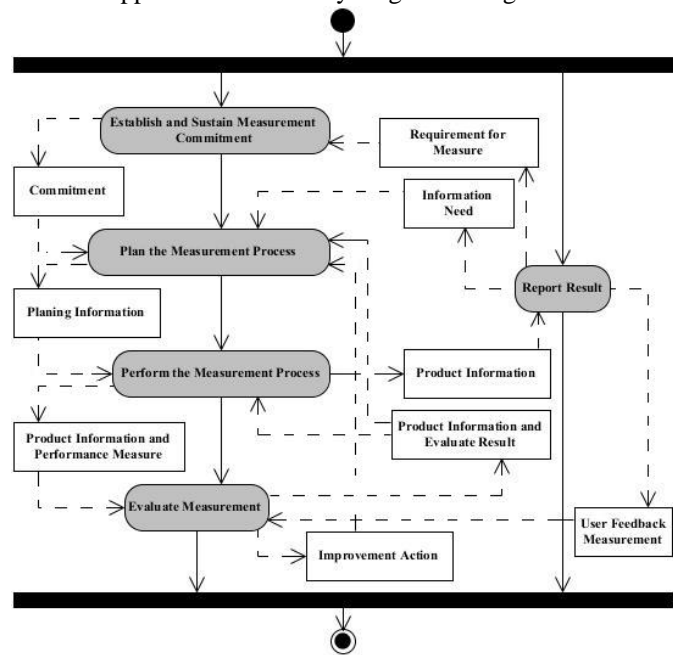 Establish and Sustain Measurement
Commitment
Requirement for
Measure
Commitment
Information
Need
Plan the Measurement Process
Report Result
Planing Information
Perform the Measurement Process
Product Information
Product Information and
Evaluate Result
Product Information and
Performance Measure
Evaluate Measurement
User Feedback
Measurement
Improvement Action